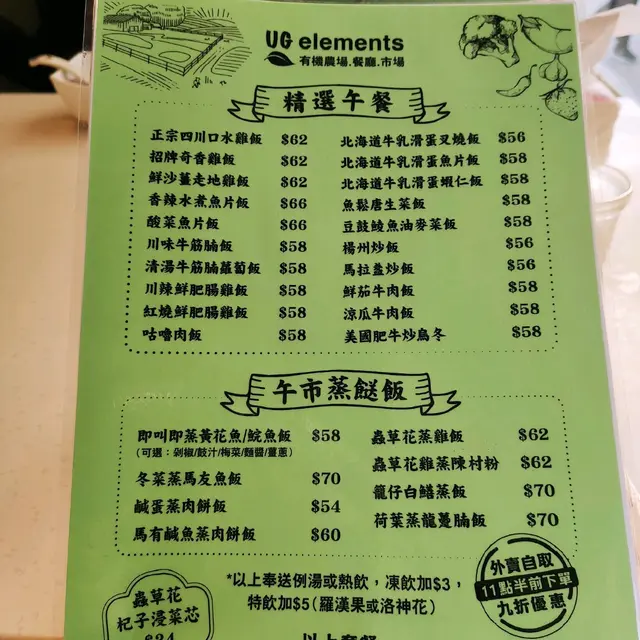 UG elements
有機農場.餐廳.市場
精選午餐
正宗四川口水雞飯 $62
招牌奇香雞飯 $62
鮮沙薑走地雞飯 $62
香辣水煮魚片飯 $66
酸菜魚片飯 $66
川味牛筋腩飯 $58
清湯牛筋腩蘿蔔飯 $58
川辣鮮肥腸雞飯 $58
紅燒鮮肥腸雞飯 $58
咕嚕肉飯 $58
北海道牛乳滑蛋叉燒飯 $56
北海道牛乳滑蛋魚片飯 $58
北海道牛乳滑蛋蝦仁飯 $58
魚鬆唐生菜飯 $58
豆鼓鯪魚油麥菜飯 $58
楊州炒飯 $56
馬拉盞炒飯 $56
鮮茄牛肉飯 $58
涼瓜牛肉飯 $58
美國肥牛炒烏冬 $58
午市蒸餸飯
即叫即蒸黃花魚/鯇魚飯 $58
(可選：剁椒/豉汁/梅菜/麵醬/薑蔥)
冬菜蒸馬友魚飯 $70
鹹蛋蒸肉餅飯 $54
馬有鹹魚蒸肉餅飯 $60
蟲草花蒸雞飯 $62
蟲草花雞蒸陳村粉 $62
籠仔白鱔蒸飯 $70
荷葉蒸龍躉腩飯 $70
*以上奉送例湯或熱飲，凍飲加$3，
特飲加$5(羅漢果或洛神花)
外賣自取
11點半前下單
九折優惠
蟲草花
杞子浸菜芯
$24
以上套餐